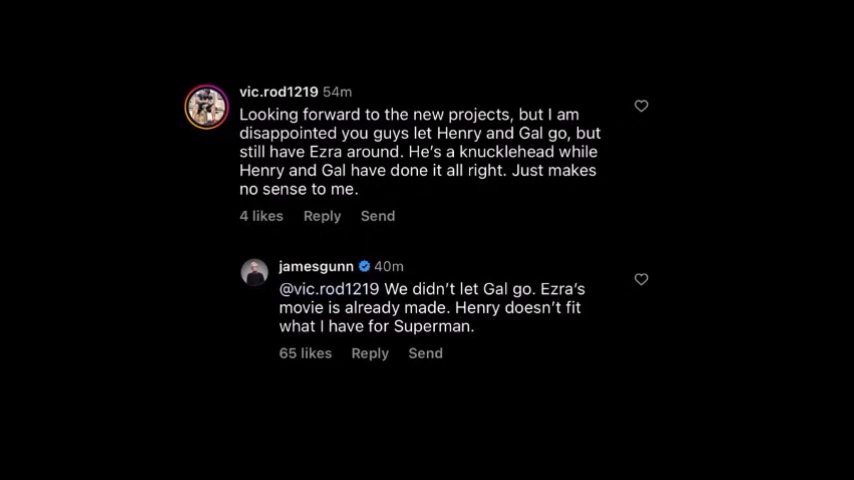 vic.rod1219 54m
Looking forward to the new projects, but I am
disappointed you guys let Henry and Gal go, but
still have Ezra around. He's a knucklehead while
Henry and Gal have done it all right. Just makes
no sense to me.
4 likes Reply Send
jamesgunn 40m
@vic.rod1219 We didn't let Gal go. Ezra's
movie is already made. Henry doesn't fit
what I have for Superman.
65 likes Reply Send